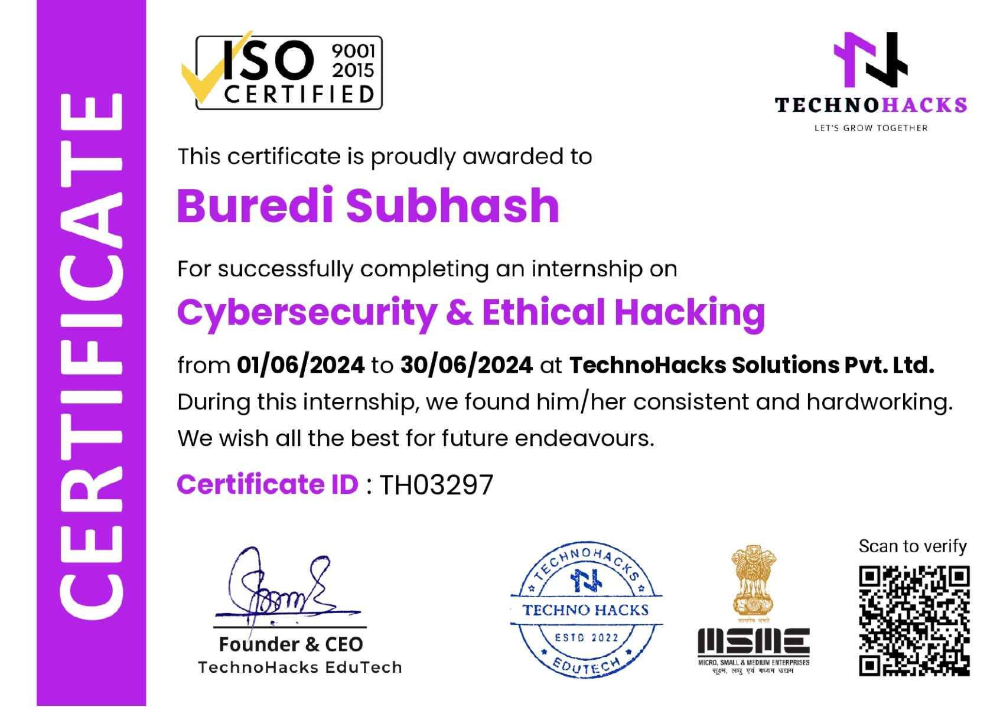 CERTIFICATE
ISO 9001
2015
CERTIFIED
TECHNOHACKS
LET'S GROW TOGETHER
This certificate is proudly awarded to
Buredi Subhash
For successfully completing an internship on
Cybersecurity & Ethical Hacking
from 01/06/2024 to 30/06/2024 at TechnoHacks Solutions Pvt. Ltd.
During this internship, we found him/her consistent and hardworking.
We wish all the best for future endeavours.
Certificate ID : TH03297
Founder & CEO
TechnoHacks EduTech
TECHNOHACKS
TECHNO HACKS
ESTD 2022
EDUTECH
सत्यमेव जयते
MSME
MICRO, SMALL & MEDIUM ENTERPRISES
सूक्ष्म, लघु एवं मध्यम उद्यम
Scan to verify